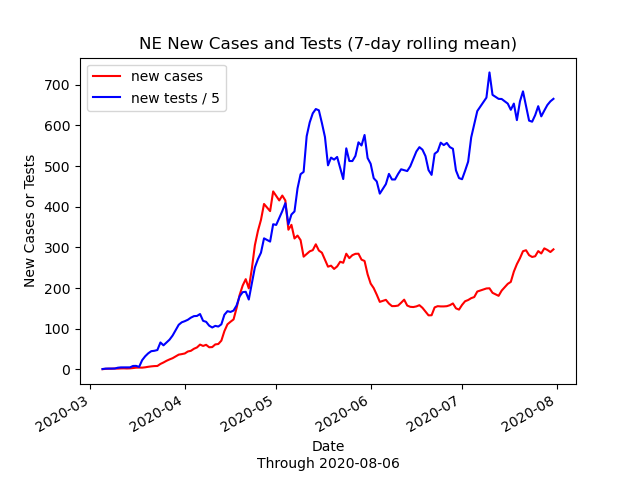 NE New Cases and Tests (7-day rolling mean)
new cases
new tests / 5
New Cases or Tests
700
600
500
400
300
200
100
0
2020-03
2020-04
2020-05
2020-06
2020-07
2020-08
Date
Through 2020-08-06